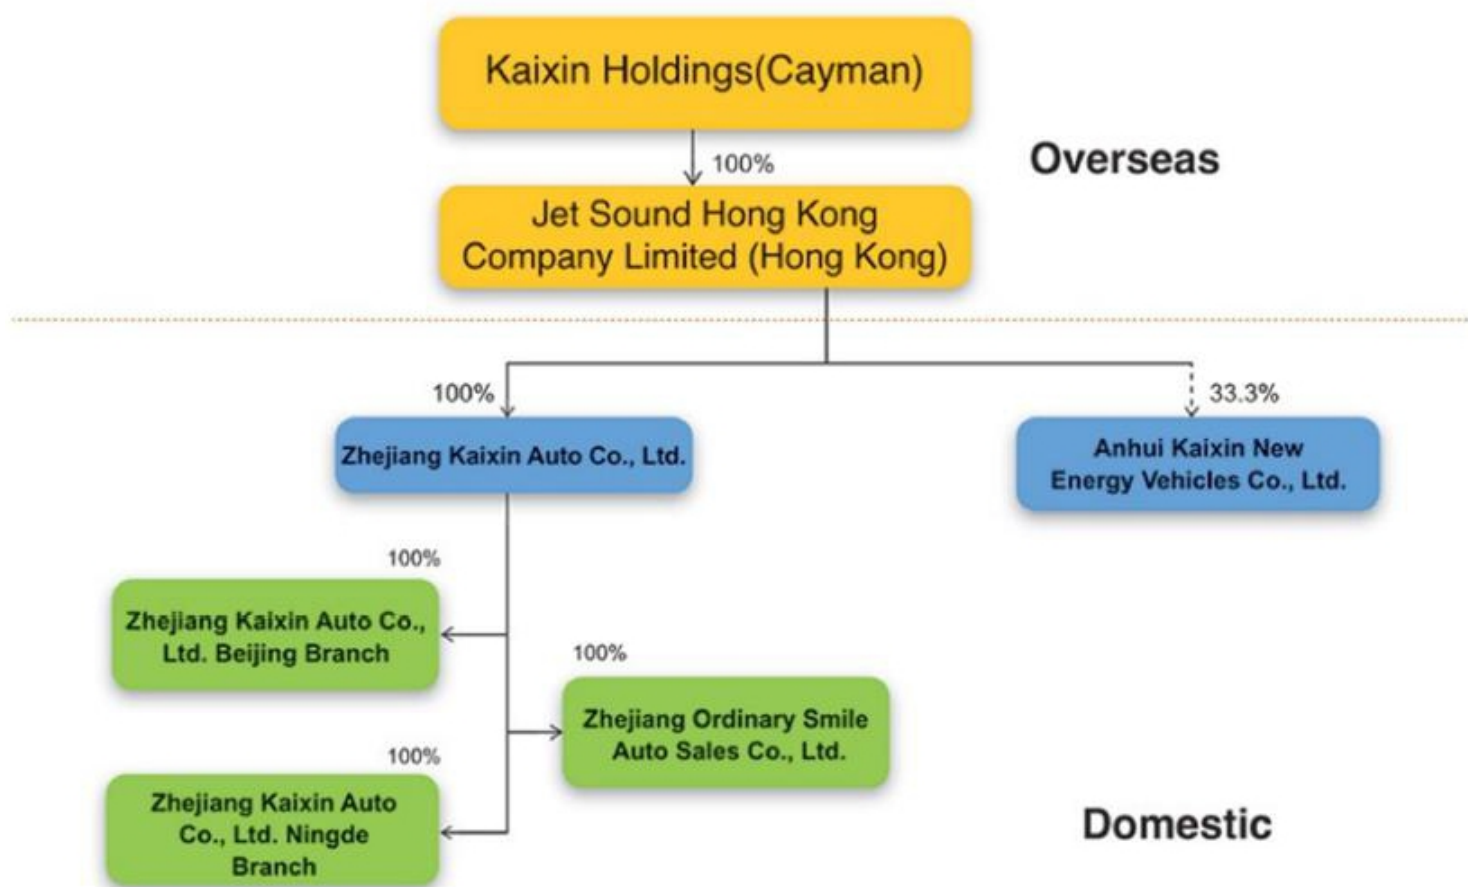 Kaixin Holdings(Cayman)
100%
Overseas
Jet Sound Hong Kong
Company Limited (Hong Kong)
100%
33.3%
Zhejiang Kaixin Auto Co., Ltd.
Anhui Kaixin New
Energy Vehicles Co., Ltd.
100%
Zhejiang Kaixin Auto Co.,
Ltd. Beijing Branch
100%
Zhejiang Ordinary Smile
Auto Sales Co., Ltd.
100%
Zhejiang Kaixin Auto
Co., Ltd. Ningde
Branch
Domestic